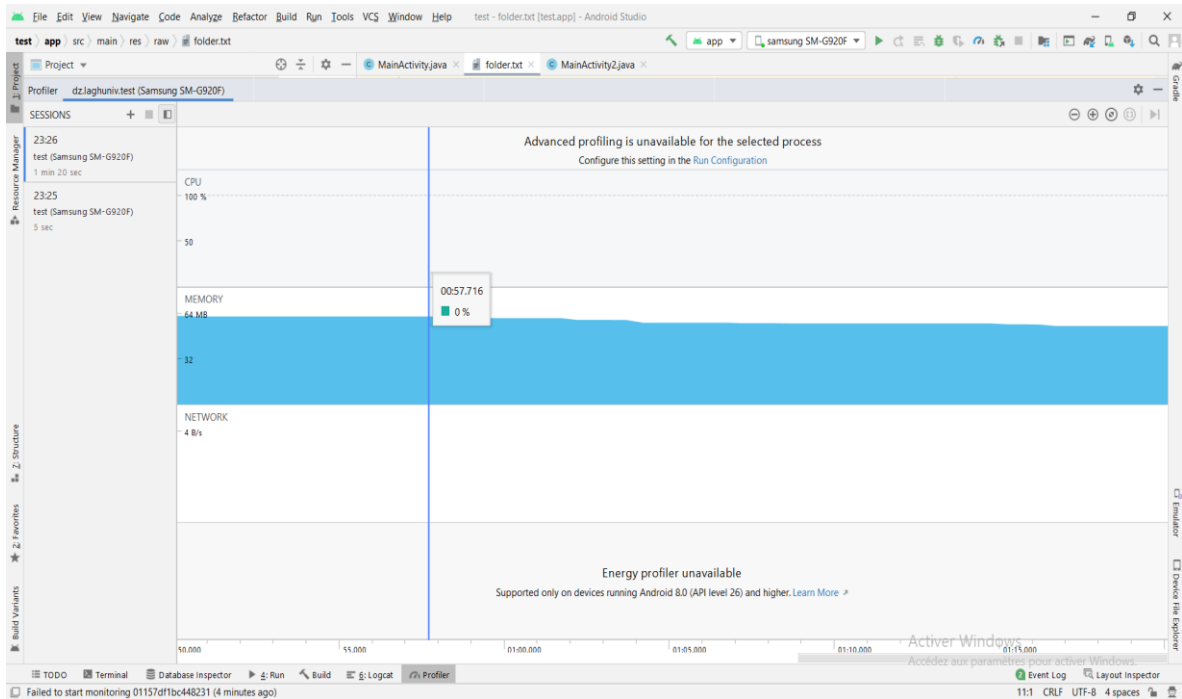 File Edit View Navigate Code Analyze Refactor Build Run Tools VCS Window Help test - folder.txt [test.app] - Android Studio
test app src main res raw folder.txt app samsung SM-G920F
Project MainActivity.java folder.txt MainActivity2.java
Profiler dz.laghuniv.test (Samsung SM-G920F)
SESSIONS
23:26
test (Samsung SM-G920F)
1 min 20 sec
23:25
test (Samsung SM-G920F)
5 sec
Advanced profiling is unavailable for the selected process
Configure this setting in the Run Configuration
CPU
100 %
50
00:57.716
0 %
MEMORY
64 MB
32
NETWORK
4 B/s
Energy profiler unavailable
Supported only on devices running Android 8.0 (API level 26) and higher. Learn More
50.000 55.000 01:00.000 01:05.000 01:10.000 01:15.000
Activer Windows
Accédez aux paramètres pour activer Windows.
1: Project
Resource Manager
Z: Structure
2: Favorites
Build Variants
Gradle
Emulator
Device File Explorer
TODO Terminal Database Inspector 4: Run Build 6: Logcat Profiler 2 Event Log Layout Inspector
Failed to start monitoring 01157df1bc448231 (4 minutes ago) 11:1 CRLF UTF-8 4 spaces